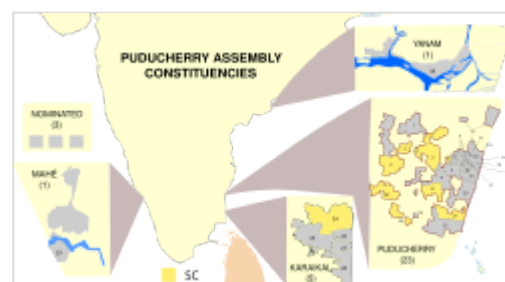 PUDUCHERRY ASSEMBLY
CONSTITUENCIES
YANAM
(1)
NOMINATED
(3)
MAHE
(1)
PUDUCHERRY
(23)
KARAIKAL
(5)
SC